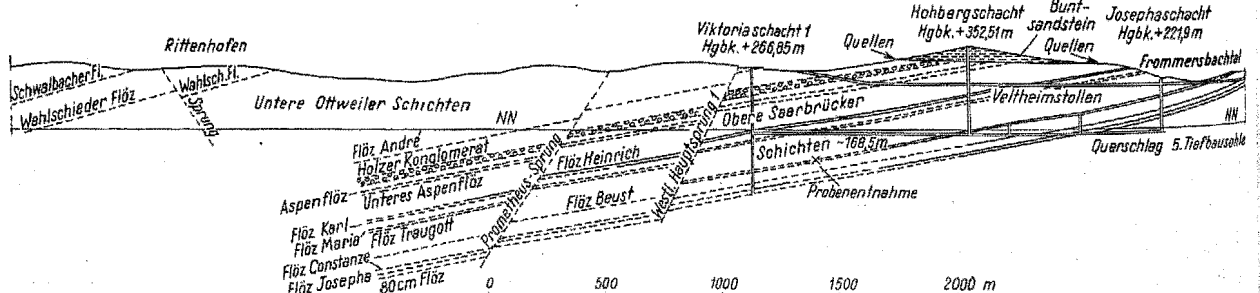 Rittenhofen
Viktoriaschacht 1
Hgbk. + 266,85 m
Quellen
Hohbergschacht
Hgbk. + 352,51 m
Bunt-
sandstein
Quellen
Josephaschacht
Hgbk. + 221,9 m
Frommersbachtal
Schwalbacher Fl.
Wahlschieder Flöz
Wahlsch. Fl.
Sprung
Untere Ottweiler Schichten
NN
Obere Saarbrücker
Veltheimstollen
NN
Flöz André
Holzer Konglomerat
Aspenflöz
Unteres Aspenflöz
Prometheus-Sprung
Flöz Heinrich
Westl. Hauptsprung 1
Schichten - 168,5 m
Querschlag 5. Tiefbausohle
Probenentnahme
Flöz Karl
Flöz Maria
Flöz Traugott
Flöz Beust
Flöz Constanze
Flöz Josepha
80 cm Flöz
0 500 1000 1500 2000 m